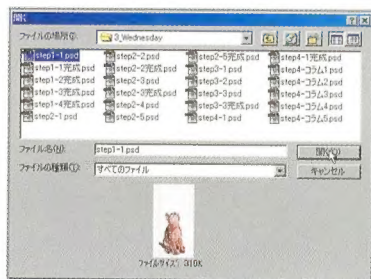 開く
ファイルの場所(I): 3_Wednesday
step1-1.psd
step1-1完成.psd
step1-2完成.psd
step1-3完成.psd
step1-4完成.psd
step2-1.psd
step2-2.psd
step2-2完成.psd
step2-3.psd
step2-3完成.psd
step2-4.psd
step2-5.psd
step2-5完成.psd
step3-1.psd
step3-2.psd
step3-3.psd
step3-3完成.psd
step4-1.psd
step4-1完成.psd
step4-コラム1.psd
step4-コラム2.psd
step4-コラム3.psd
step4-コラム4.psd
step4-コラム5.psd
ファイル名(N): step1-1.psd 開く(O)
ファイルの種類(T): すべてのファイル キャンセル
ファイルサイズ: 310K